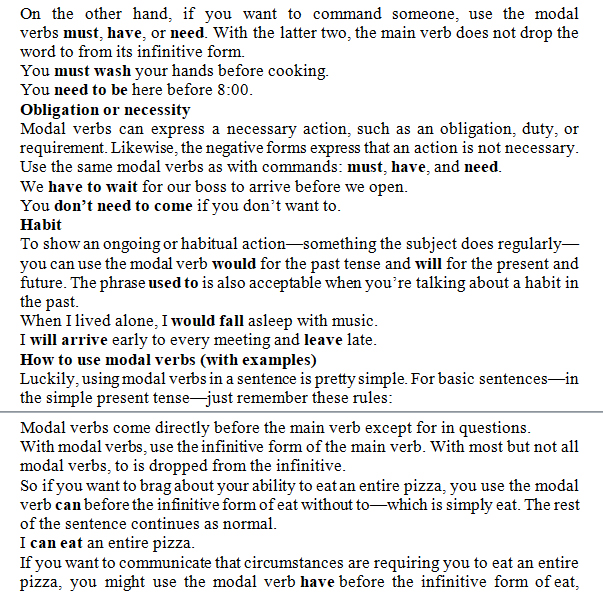 On the other hand, if you want to command someone, use the modal
verbs must, have, or need. With the latter two, the main verb does not drop the
word to from its infinitive form.
You must wash your hands before cooking.
You need to be here before 8:00.
Obligation or necessity
Modal verbs can express a necessary action, such as an obligation, duty, or
requirement. Likewise, the negative forms express that an action is not necessary.
Use the same modal verbs as with commands: must, have, and need.
We have to wait for our boss to arrive before we open.
You don’t need to come if you don’t want to.
Habit
To show an ongoing or habitual action—something the subject does regularly—
you can use the modal verb would for the past tense and will for the present and
future. The phrase used to is also acceptable when you’re talking about a habit in
the past.
When I lived alone, I would fall asleep with music.
I will arrive early to every meeting and leave late.
How to use modal verbs (with examples)
Luckily, using modal verbs in a sentence is pretty simple. For basic sentences—in
the simple present tense—just remember these rules:
Modal verbs come directly before the main verb except for in questions.
With modal verbs, use the infinitive form of the main verb. With most but not all
modal verbs, to is dropped from the infinitive.
So if you want to brag about your ability to eat an entire pizza, you use the modal
verb can before the infinitive form of eat without to—which is simply eat. The rest
of the sentence continues as normal.
I can eat an entire pizza.
If you want to communicate that circumstances are requiring you to eat an entire
pizza, you might use the modal verb have before the infinitive form of eat,